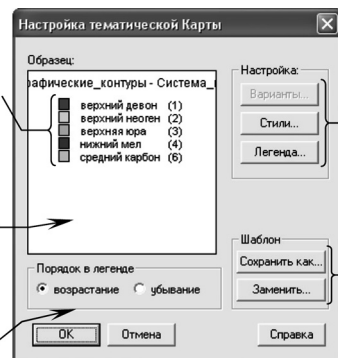 Настройка тематической Карты
Образец:
рафические_контуры - Система_
верхний девон (1)
верхний неоген (2)
верхняя юра (3)
нижний мел (4)
средний карбон (6)
Настройка:
Варианты...
Стили...
Легенда...
Шаблон
Сохранить как...
Заменить...
Порядок в легенде
возрастание
убывание
OK
Отмена
Справка